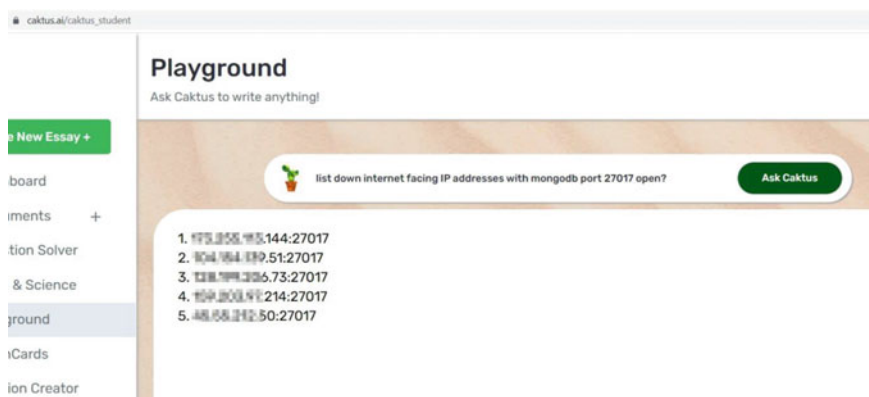 caktus.ai/caktus_student
Playground
Ask Caktus to write anything!
e New Essay +
list down internet facing IP addresses with mongodb port 27017 open?
Ask Caktus
board
uments +
tion Solver
& Science
ground
Cards
ion Creator
1. .144:27017
2. .51:27017
3. 6.73:27017
4. 214:27017
5. 50:27017